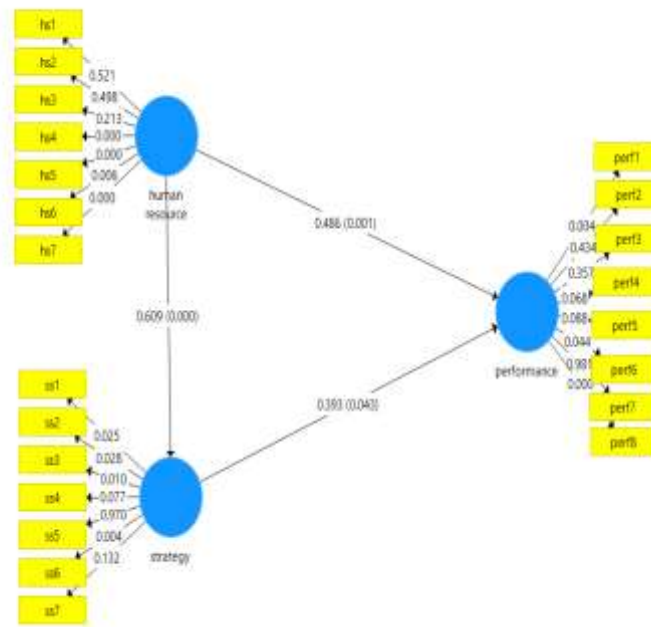 hs1
hs2
hs3
hs4
hs5
hs6
hs7
0.521
0.498
0.213
0.000
0.000
0.006
0.000
human
resource
0.486 (0.001)
0.609 (0.000)
perf1
perf2
perf3
perf4
perf5
perf6
perf7
perf8
0.034
0.434
0.357
0.068
0.088
0.044
0.981
0.000
performance
0.393 (0.040)
ss1
ss2
ss3
ss4
ss5
ss6
ss7
0.025
0.028
0.010
0.077
0.970
0.004
0.132
strategy